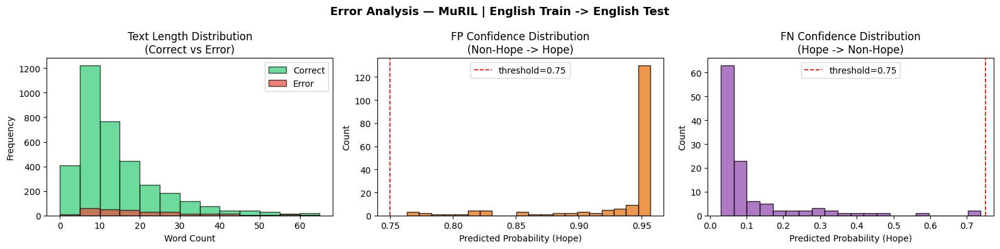 Error Analysis — MuRIL | English Train -> English Test
Text Length Distribution
(Correct vs Error)
Correct
Error
Frequency
1200
1000
800
600
400
200
0
0 10 20 30 40 50 60
Word Count
FP Confidence Distribution
(Non-Hope -> Hope)
threshold=0.75
Count
120
100
80
60
40
20
0
0.75 0.80 0.85 0.90 0.95
Predicted Probability (Hope)
FN Confidence Distribution
(Hope -> Non-Hope)
threshold=0.75
Count
60
50
40
30
20
10
0
0.0 0.1 0.2 0.3 0.4 0.5 0.6 0.7
Predicted Probability (Hope)